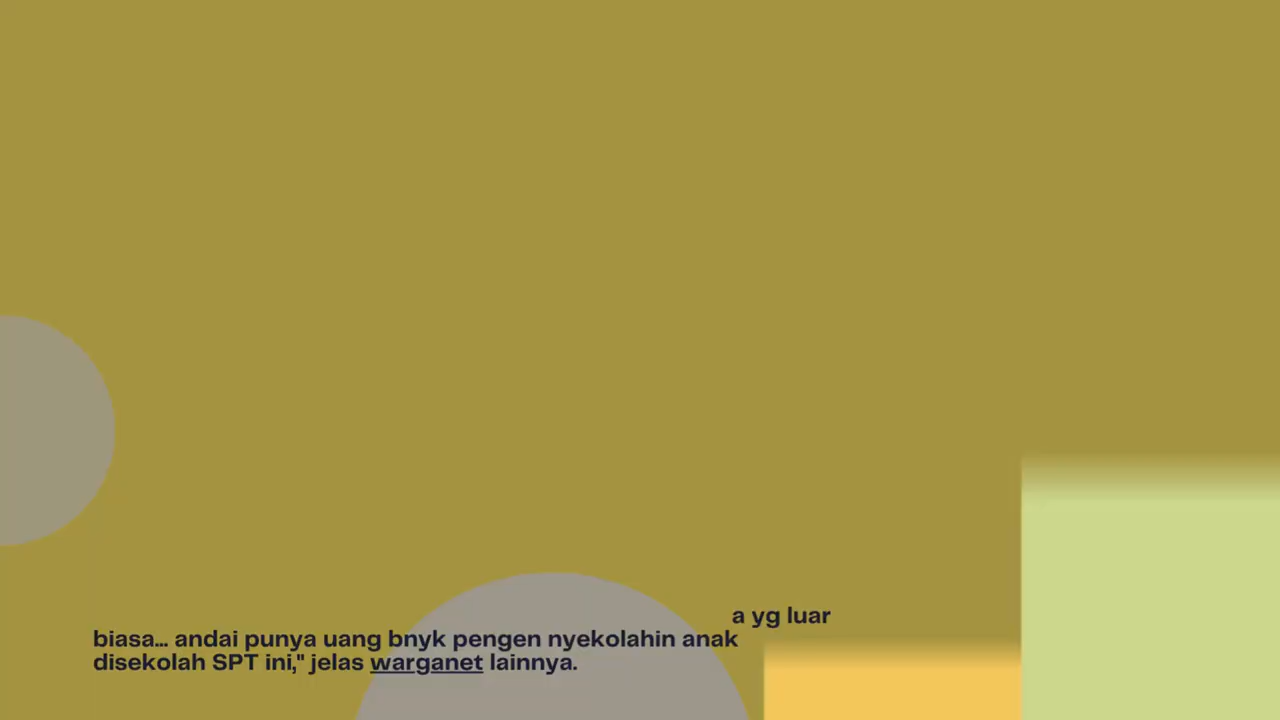 a yg luar
biasa... andai punya uang bnyk pengen nyekolahin anak
disekolah SPT ini," jelas warganet lainnya.